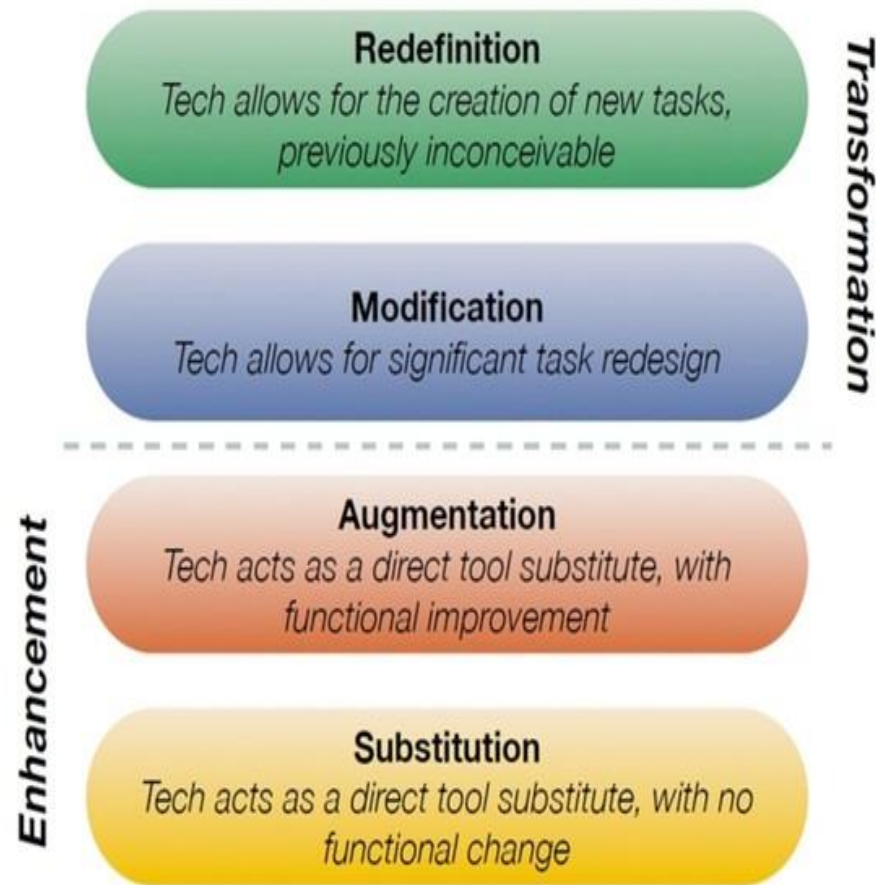 Redefinition
Tech allows for the creation of new tasks,
previously inconceivable
Transformation
Modification
Tech allows for significant task redesign
Augmentation
Tech acts as a direct tool substitute, with
functional improvement
Enhancement
Substitution
Tech acts as a direct tool substitute, with no
functional change